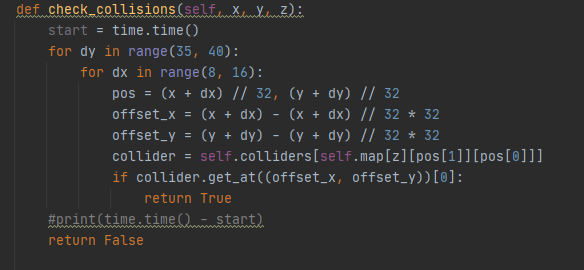 def check_collisions(self, x, y, z):
    start = time.time()
    for dy in range(35, 40):
        for dx in range(8, 16):
            pos = (x + dx) // 32, (y + dy) // 32
            offset_x = (x + dx) - (x + dx) // 32 * 32
            offset_y = (y + dy) - (y + dy) // 32 * 32
            collider = self.colliders[self.map[z][pos[1]][pos[0]]]
            if collider.get_at((offset_x, offset_y))[0]:
                return True
    #print(time.time() - start)
    return False